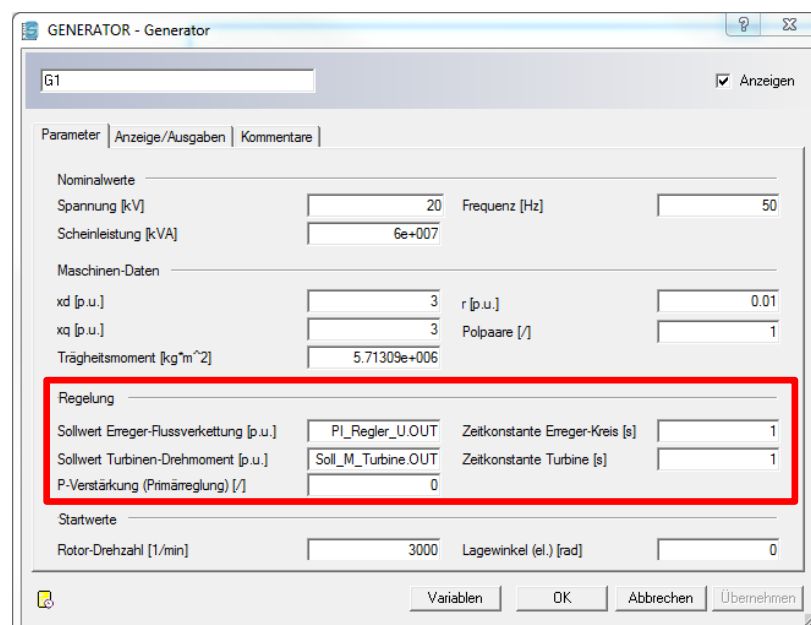 GENERATOR - Generator
G1
Anzeigen
Parameter Anzeige/Ausgaben Kommentare
Nominalwerte
Spannung [kV] 20 Frequenz [Hz] 50
Scheinleistung [kVA] 6e+007
Maschinen-Daten
xd [p.u.] 3 r [p.u.] 0.01
xq [p.u.] 3 Polpaare [/] 1
Trägheitsmoment [kg*m^2] 5.71309e+006
Regelung
Sollwert Erreger-Flussverkettung [p.u.] PI_Regler_U.OUT Zeitkonstante Erreger-Kreis [s] 1
Sollwert Turbinen-Drehmoment [p.u.] Soll_M_Turbine.OUT Zeitkonstante Turbine [s] 1
P-Verstärkung (Primärreglung) [/] 0
Startwerte
Rotor-Drehzahl [1/min] 3000 Lagewinkel (el.) [rad] 0
Variablen OK Abbrechen Übernehmen